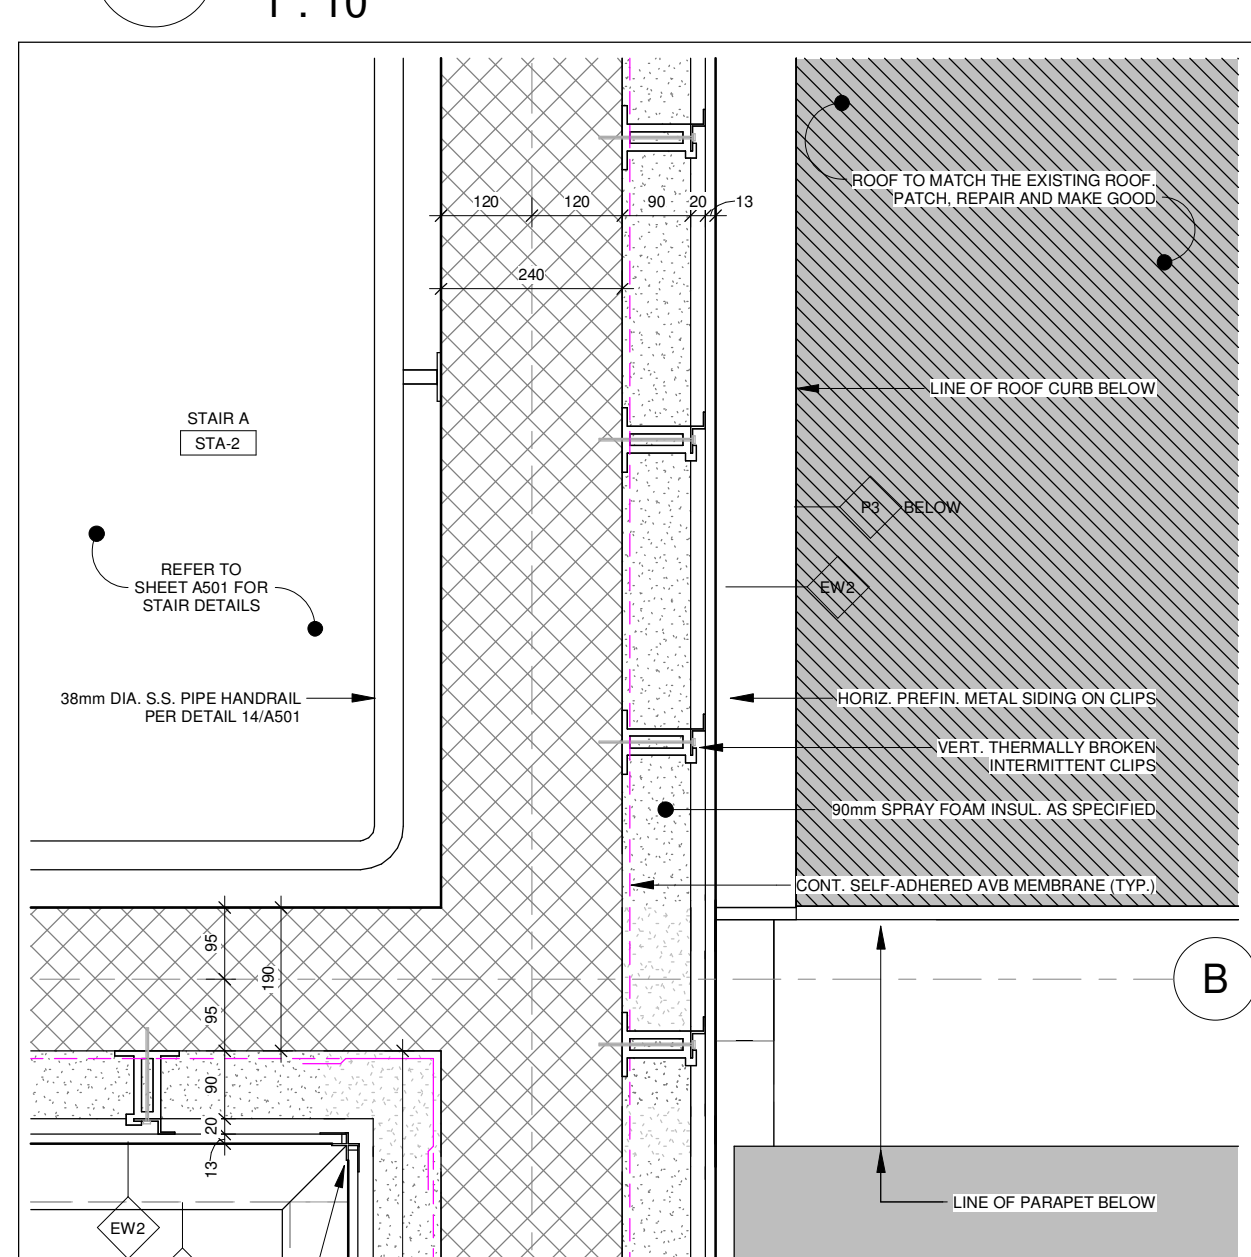 1 : 10
ROOF TO MATCH THE EXISTING ROOF.
PATCH, REPAIR AND MAKE GOOD
120
120
90
20
13
240
LINE OF ROOF CURB BELOW
STAIR A
STA-2
P3
BELOW
REFER TO
SHEET A501 FOR
STAIR DETAILS
EW2
38mm DIA. S.S. PIPE HANDRAIL
PER DETAIL 14/A501
HORIZ. PREFIN. METAL SIDING ON CLIPS
VERT. THERMALLY BROKEN
INTERMITTENT CLIPS
90mm SPRAY FOAM INSUL. AS SPECIFIED
CONT. SELF-ADHERED AVB MEMBRANE (TYP.)
95
190
95
B
90
20
13
LINE OF PARAPET BELOW
EW2